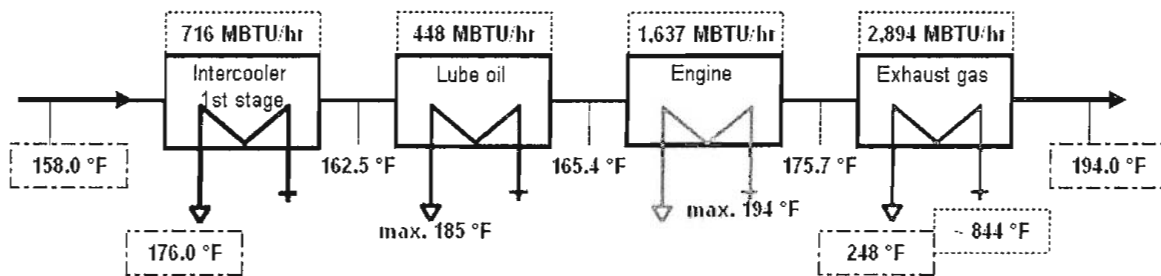 716 MBTU/hr 448 MBTU/hr 1,637 MBTU/hr 2,894 MBTU/hr
Intercooler
1st stage
Lube oil
Engine
Exhaust gas
158.0 °F 162.5 °F 165.4 °F 175.7 °F 194.0 °F
176.0 °F
max. 185 °F
max. 194 °F
248 °F
~ 844 °F